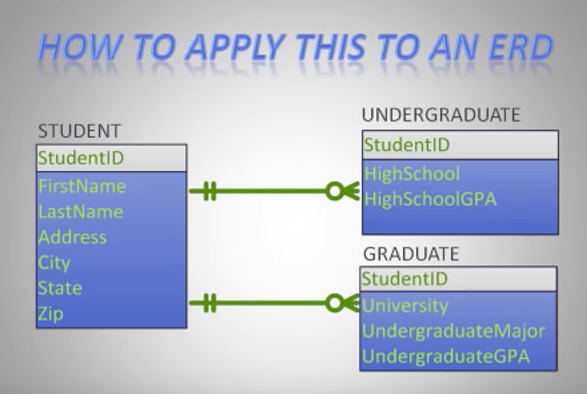 HOW TO APPLY THIS TO AN ERD
STUDENT
StudentID
FirstName
LastName
Address
City
State
Zip
UNDERGRADUATE
StudentID
HighSchool
HighSchoolGPA
GRADUATE
StudentID
University
UndergraduateMajor
UndergraduateGPA